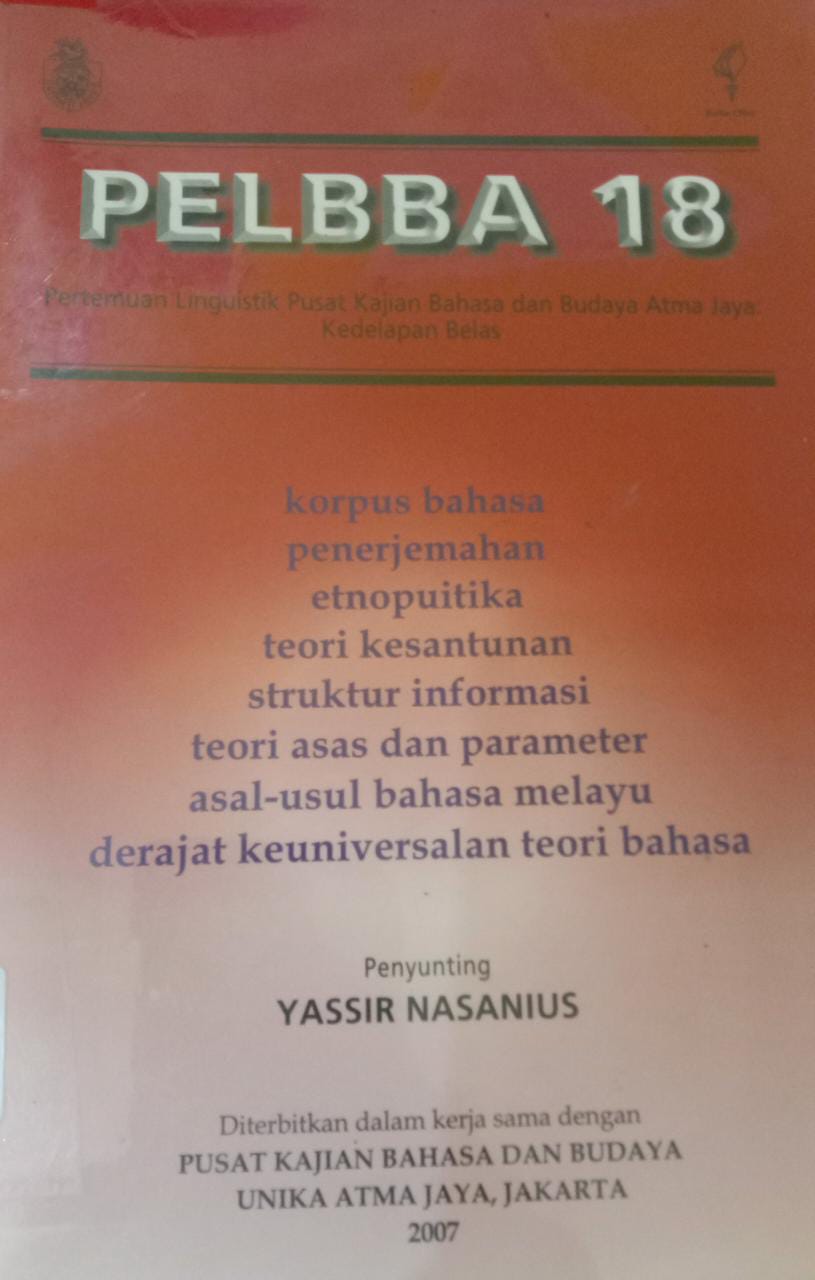 PELBBA 18
Pertemuan Linguistik Pusat Kajian Bahasa dan Budaya Atma Jaya:
Kedelapan Belas
korpus bahasa
penerjemahan
etnopuitika
teori kesantunan
struktur informasi
teori asas dan parameter
asal-usul bahasa melayu
derajat keuniversalan teori bahasa
Penyunting
YASSIR NASANIUS
Diterbitkan dalam kerja sama dengan
PUSAT KAJIAN BAHASA DAN BUDAYA
UNIKA ATMA JAYA, JAKARTA
2007